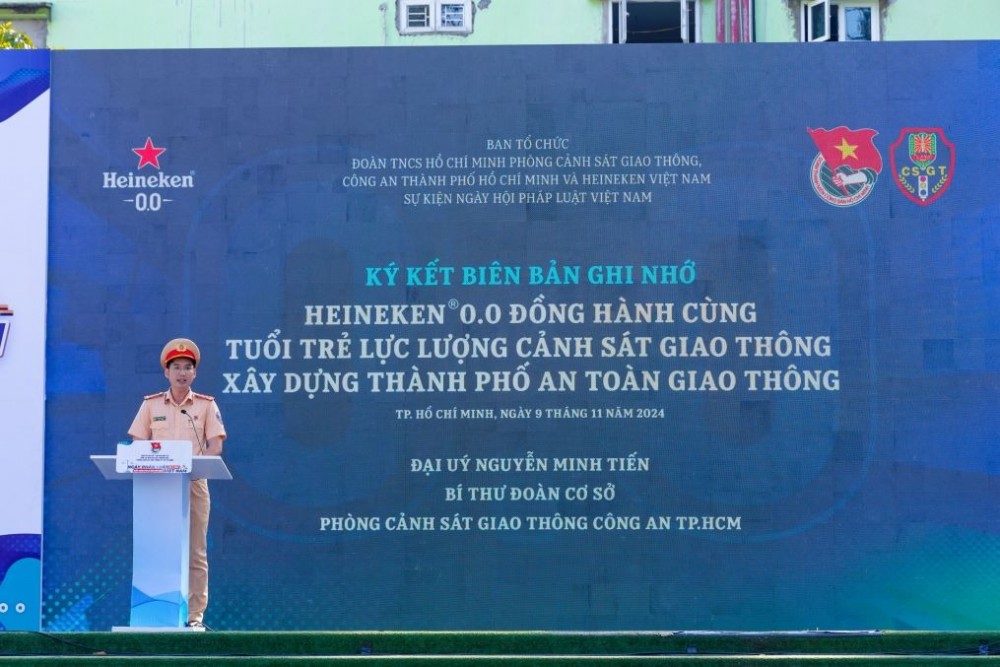 Heineken
0.0
BAN TỔ CHỨC
ĐOÀN TNCS HỒ CHÍ MINH PHÒNG CẢNH SÁT GIAO THÔNG,
CÔNG AN THÀNH PHỐ HỒ CHÍ MINH VÀ HEINEKEN VIỆT NAM
SỰ KIỆN NGÀY HỘI PHÁP LUẬT VIỆT NAM
CSGT
KÝ KẾT BIÊN BẢN GHI NHỚ
HEINEKEN® 0.0 ĐỒNG HÀNH CÙNG
TUỔI TRẺ LỰC LƯỢNG CẢNH SÁT GIAO THÔNG
XÂY DỰNG THÀNH PHỐ AN TOÀN GIAO THÔNG
TP. HỒ CHÍ MINH, NGÀY 9 THÁNG 11 NĂM 2024
ĐẠI UÝ NGUYỄN MINH TIẾN
BÍ THƯ ĐOÀN CƠ SỞ
PHÒNG CẢNH SÁT GIAO THÔNG CÔNG AN TP.HCM